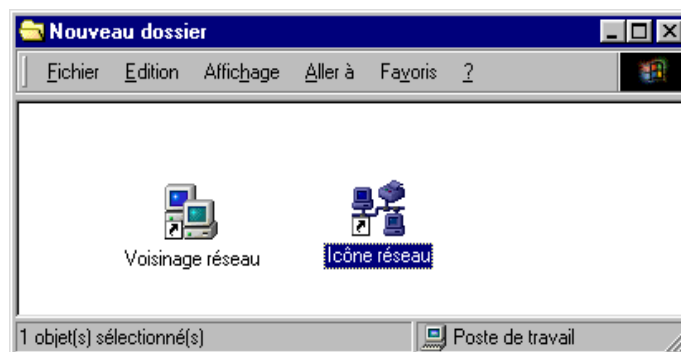 Nouveau dossier
Fichier Edition Affichage Aller à Favoris ?
Voisinage réseau Icône réseau
1 objet(s) sélectionné(s) Poste de travail